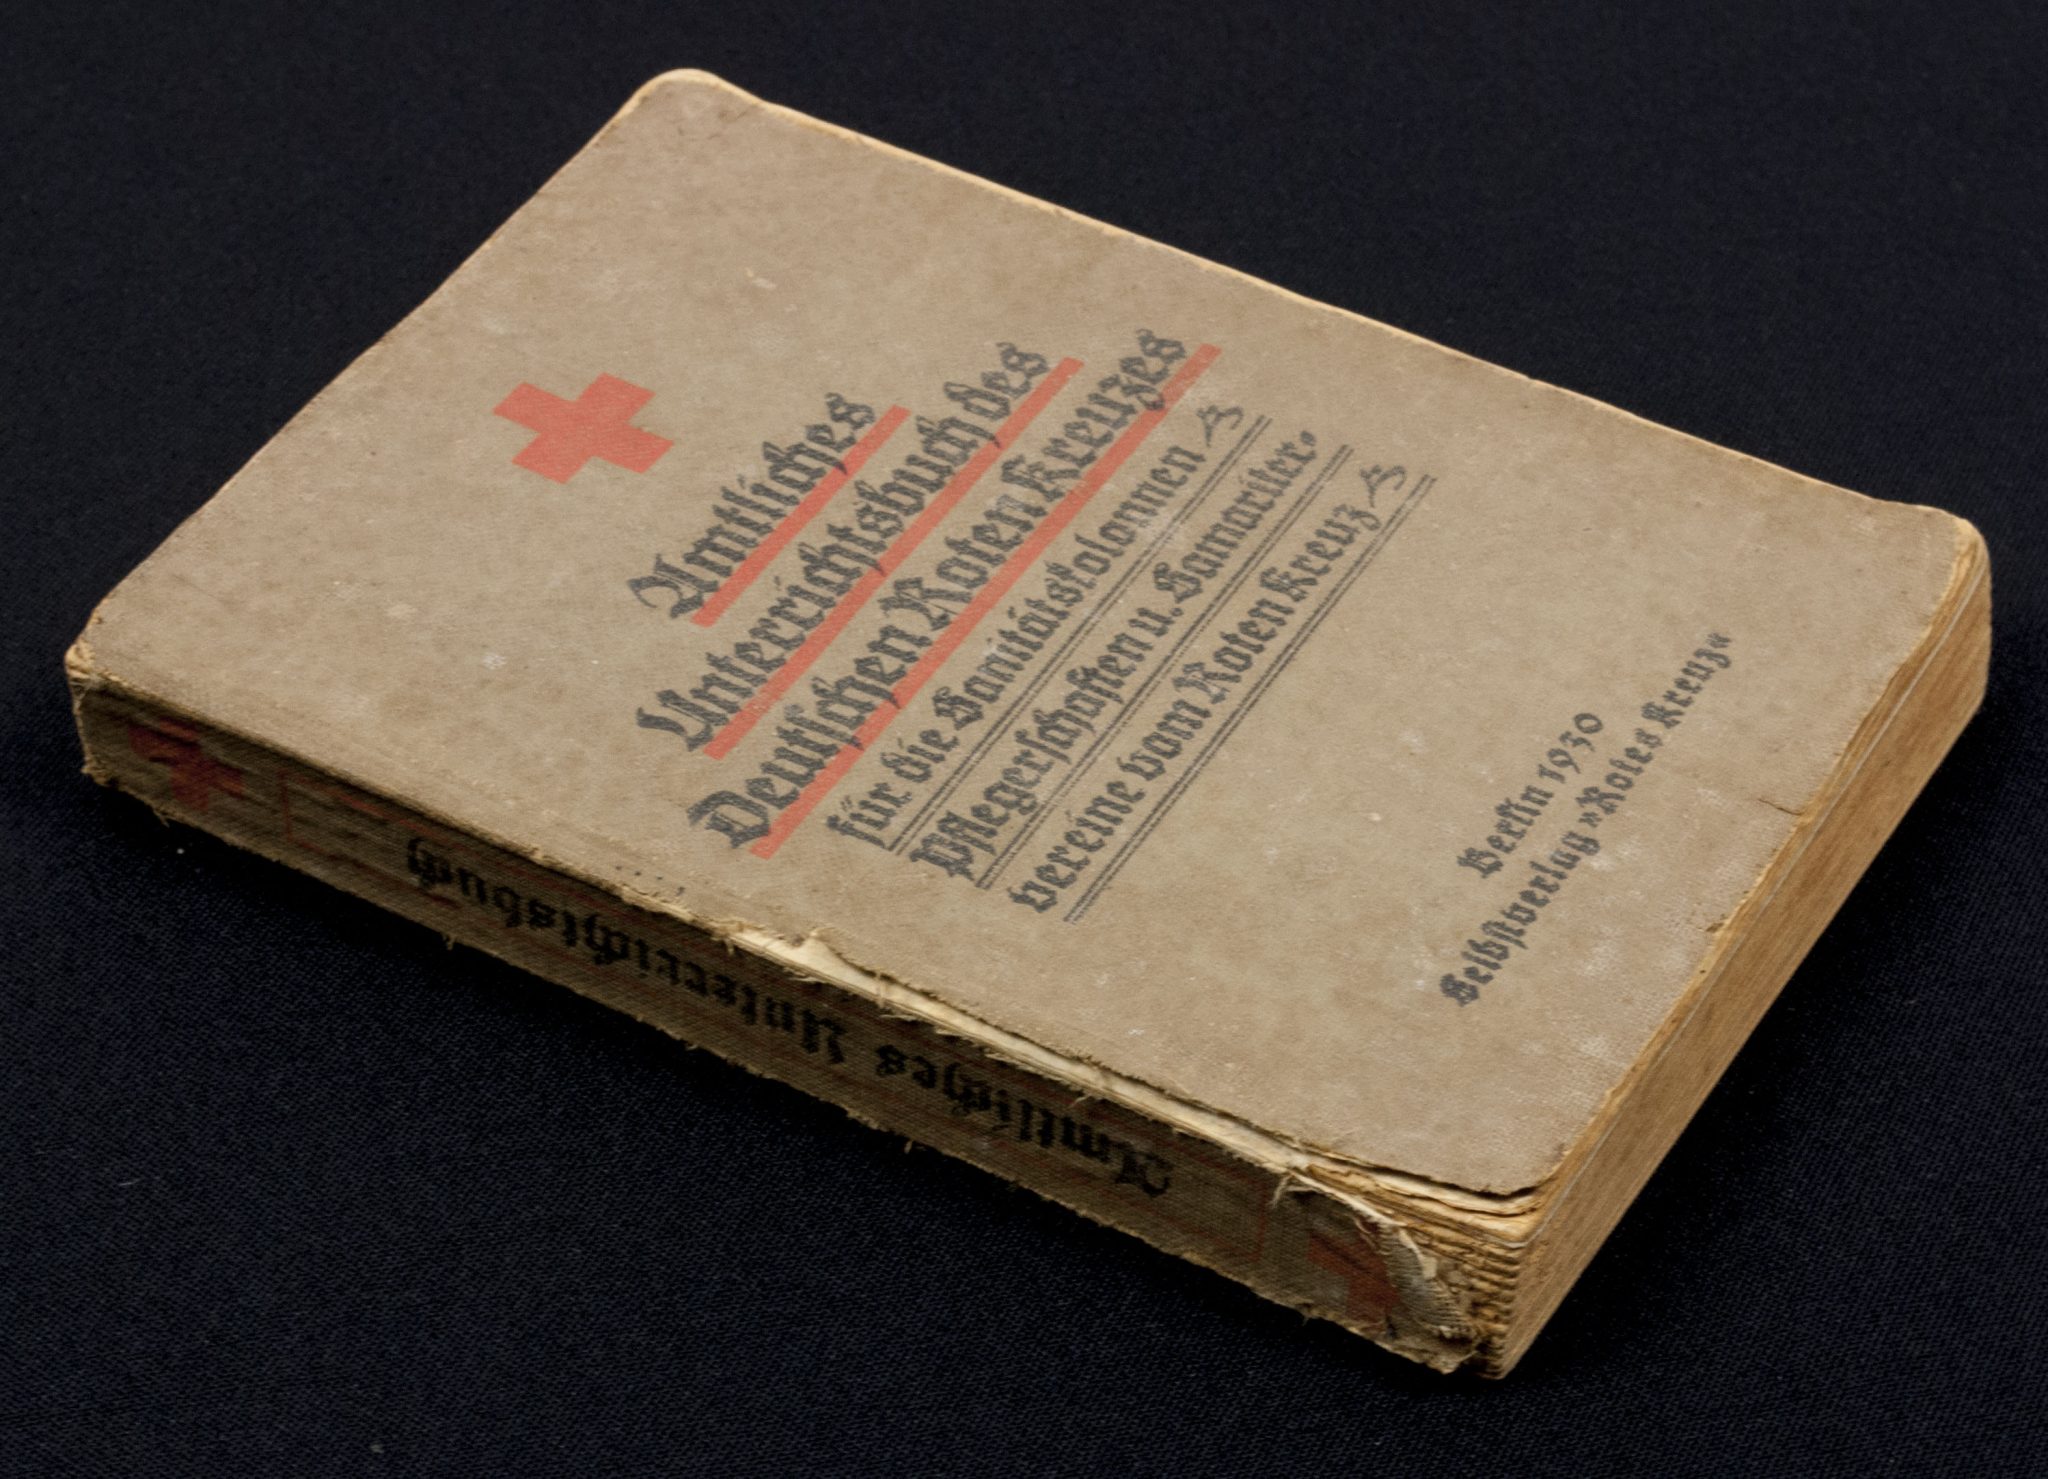 Amtliches
Unterrichtsbuch des
Deutschen Roten Kreuzes
für die Sanitätskolonnen
Pflegerschaften u. Samariter-
vereine vom Roten Kreuz
Berlin 1930
Selbstverlag »Rotes Kreuz«
Amtliches Unterrichtsbuch